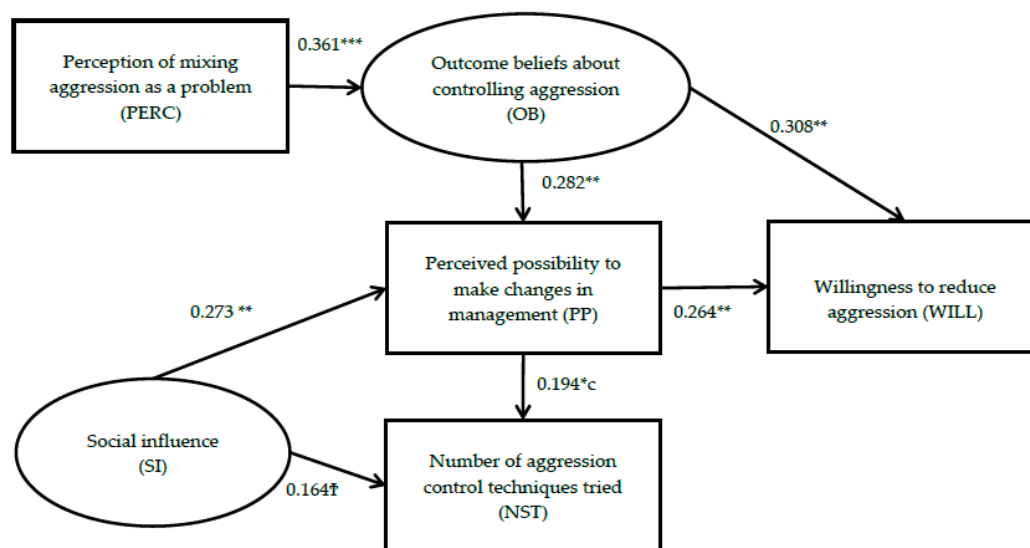 0.361***
Perception of mixing
aggression as a problem
(PERC)
Outcome beliefs about
controlling aggression
(OB)
0.308**
0.282**
Perceived possibility to
make changes in
management (PP)
Willingness to reduce
aggression (WILL)
0.273 **
0.264**
0.194*c
Social influence
(SI)
0.164Ť
Number of aggression
control techniques tried
(NST)